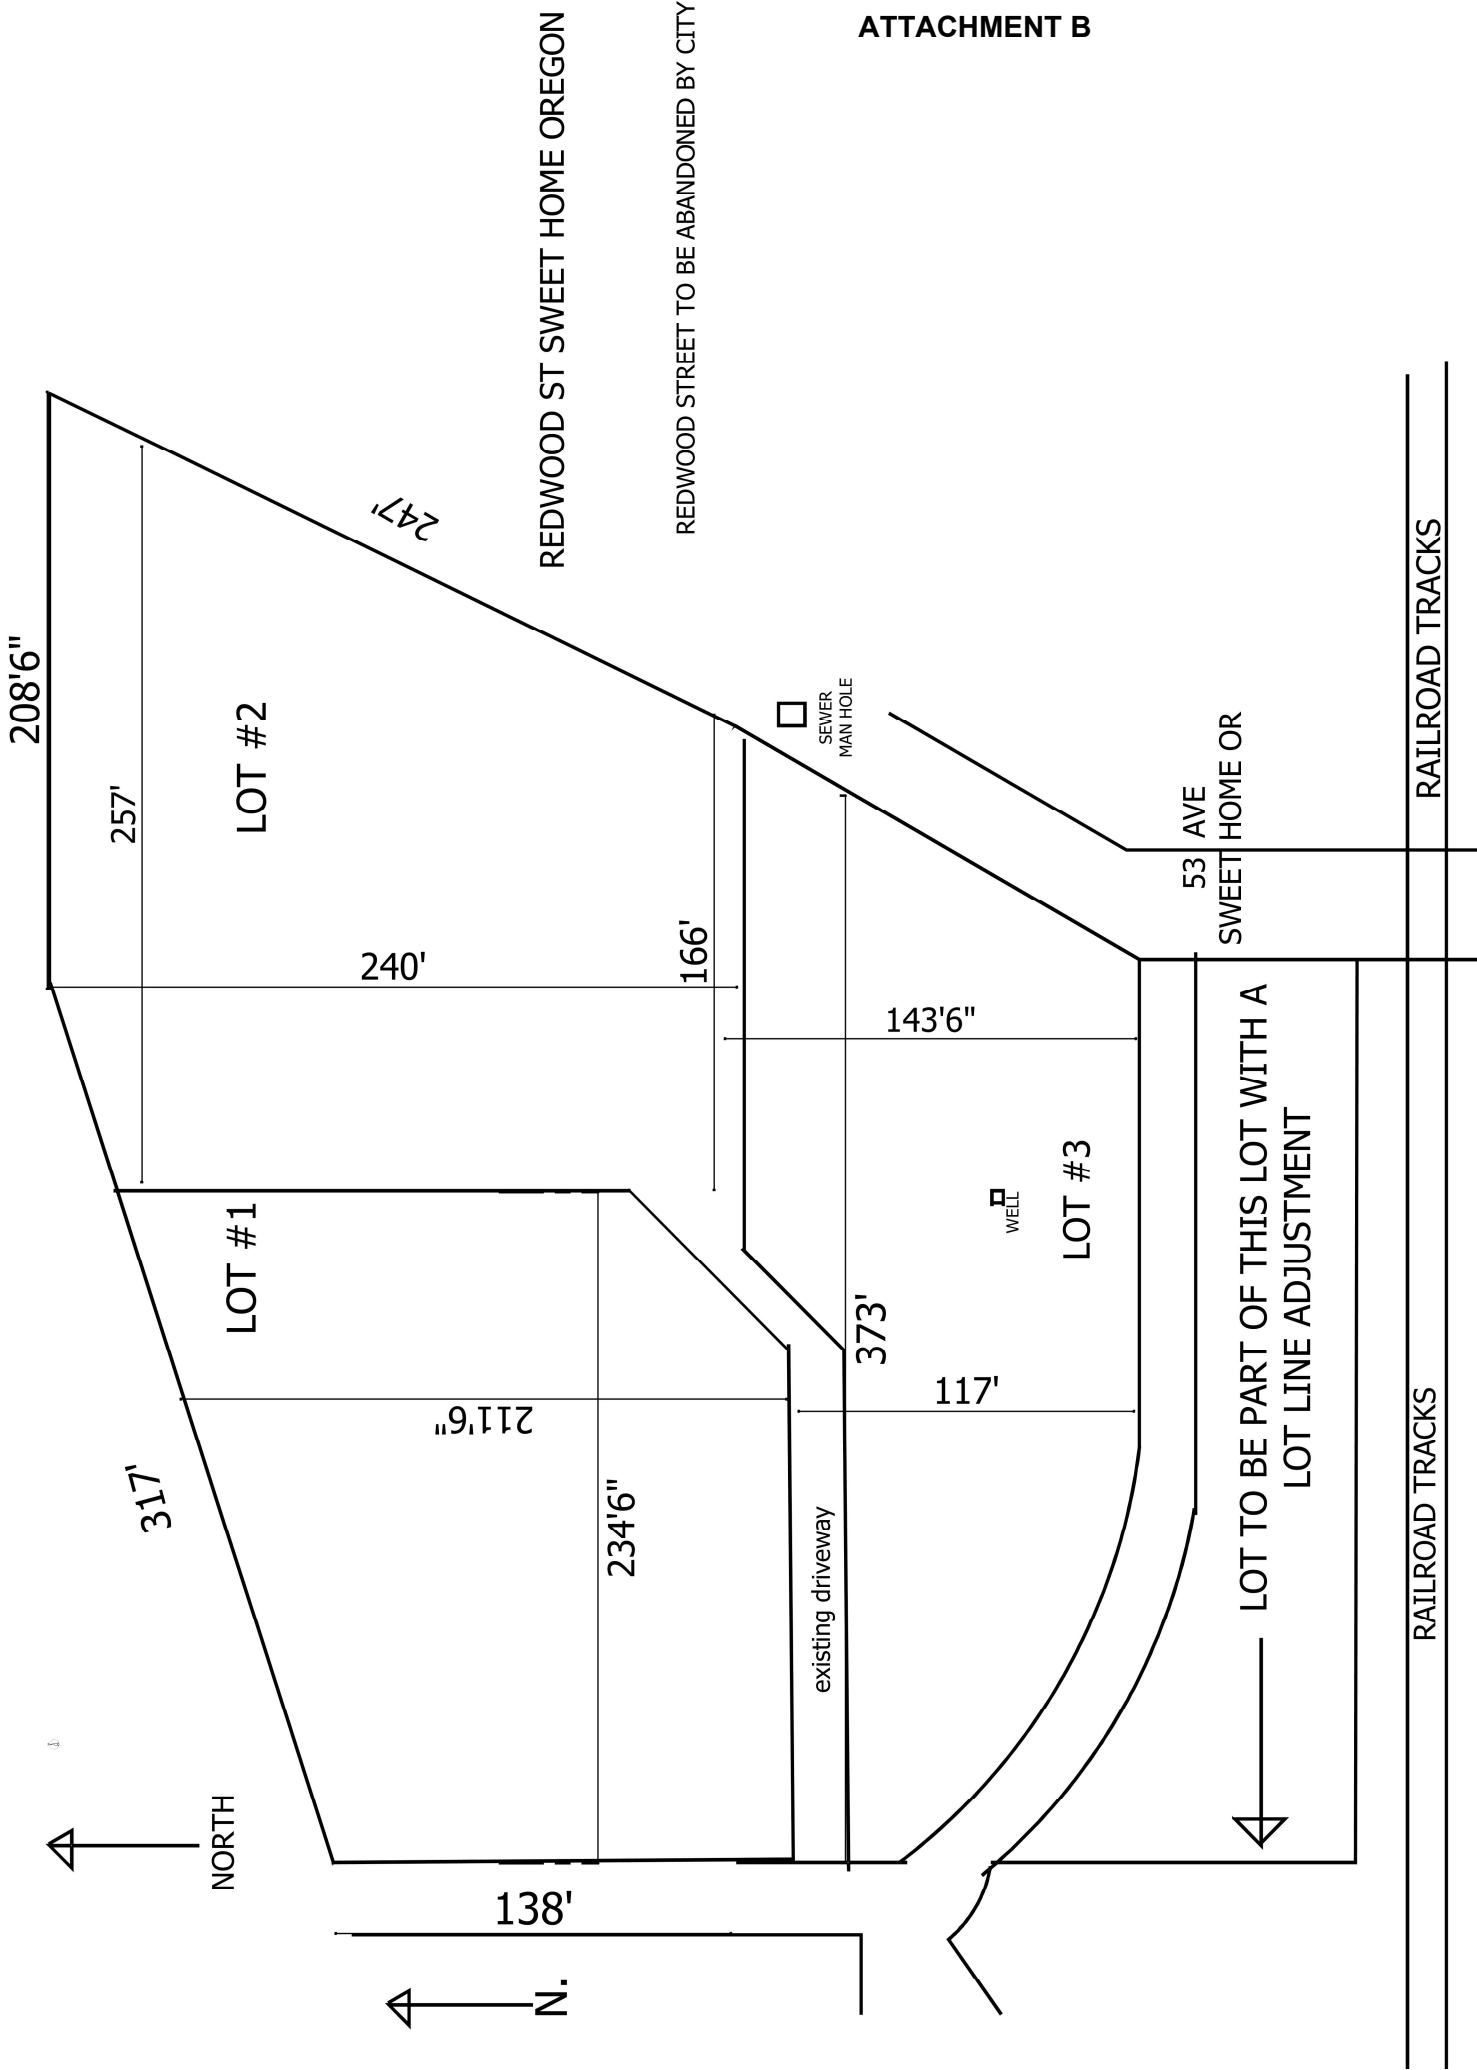 ATTACHMENT B
REDWOOD ST SWEET HOME OREGON
REDWOOD STREET TO BE ABANDONED BY CITY
208'6"
247'
257'
LOT #2
240'
166'
SEWER
MAN HOLE
53 AVE
SWEET HOME OR
RAILROAD TRACKS
143'6"
LOT #1
LOT #3
WELL
373'
117'
211'6"
317'
234'6"
existing driveway
LOT TO BE PART OF THIS LOT WITH A
LOT LINE ADJUSTMENT
RAILROAD TRACKS
NORTH
138'
N.